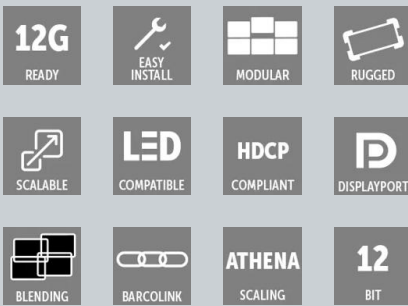 12G
READY
EASY
INSTALL
MODULAR
RUGGED
SCALABLE
LED
COMPATIBLE
HDCP
COMPLIANT
DISPLAYPORT
BLENDING
BARCOLINK
ATHENA
SCALING
12
BIT